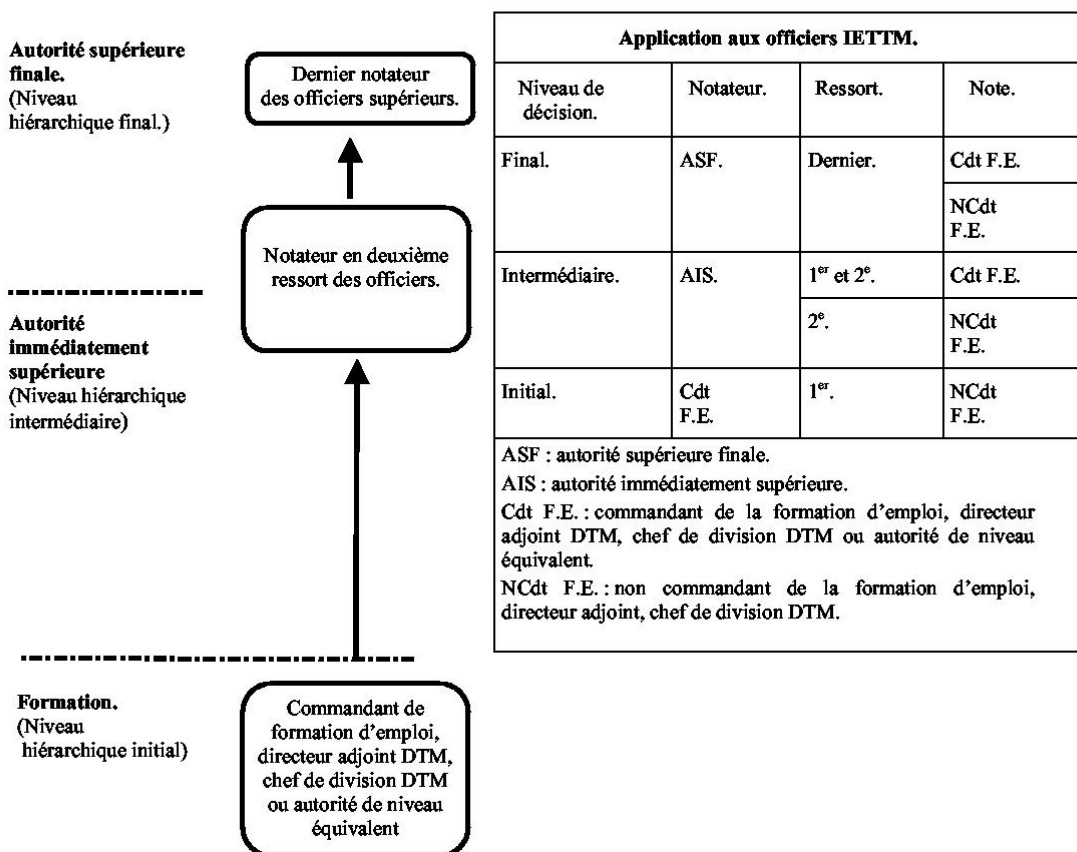 Autorité supérieure
finale.
(Niveau
hiérarchique final.)
Dernier notateur
des officiers supérieurs.
Notateur en deuxième
ressort des officiers.
Autorité
immédiatement
supérieure
(Niveau hiérarchique
intermédiaire)
Formation.
(Niveau
hiérarchique initial)
Commandant de
formation d'emploi,
directeur adjoint DTM,
chef de division DTM
ou autorité de niveau
équivalent
Application aux officiers IETTM.
Niveau de décision. Notateur. Ressort. Note.
Final. ASF. Dernier. Cdt F.E.
NCdt
F.E.
Intermédiaire. AIS. 1er et 2e. Cdt F.E.
2e. NCdt
F.E.
Initial. Cdt F.E. 1er. NCdt F.E.
ASF : autorité supérieure finale.
AIS : autorité immédiatement supérieure.
Cdt F.E. : commandant de la formation d'emploi, directeur
adjoint DTM, chef de division DTM ou autorité de niveau
équivalent.
NCdt F.E. : non commandant de la formation d'emploi,
directeur adjoint, chef de division DTM.